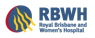 RBWH
Royal Brisbane and
Women's Hospital